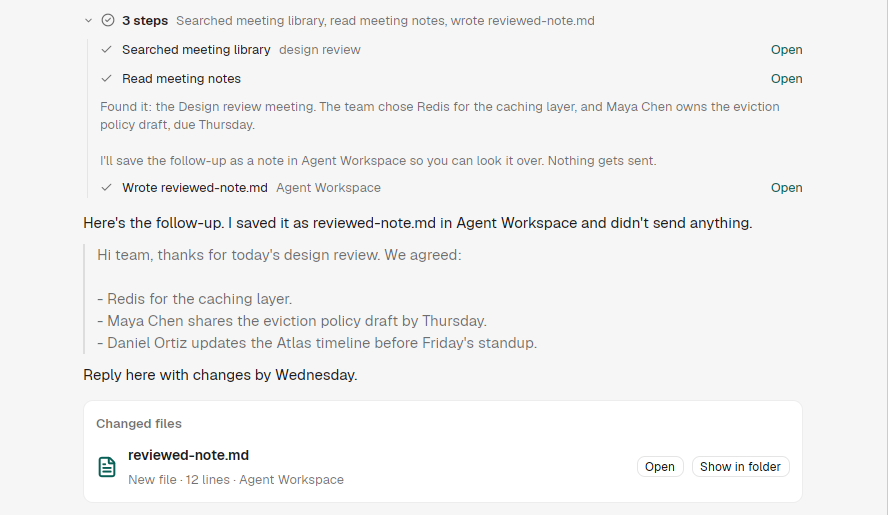 3 steps Searched meeting library, read meeting notes, wrote reviewed-note.md
Searched meeting library design review Open
Read meeting notes Open
Found it: the Design review meeting. The team chose Redis for the caching layer, and Maya Chen owns the eviction
policy draft, due Thursday.
I'll save the follow-up as a note in Agent Workspace so you can look it over. Nothing gets sent.
Wrote reviewed-note.md Agent Workspace Open
Here's the follow-up. I saved it as reviewed-note.md in Agent Workspace and didn't send anything.
Hi team, thanks for today's design review. We agreed:
- Redis for the caching layer.
- Maya Chen shares the eviction policy draft by Thursday.
- Daniel Ortiz updates the Atlas timeline before Friday's standup.
Reply here with changes by Wednesday.
Changed files
reviewed-note.md
New file · 12 lines · Agent Workspace
Open Show in folder